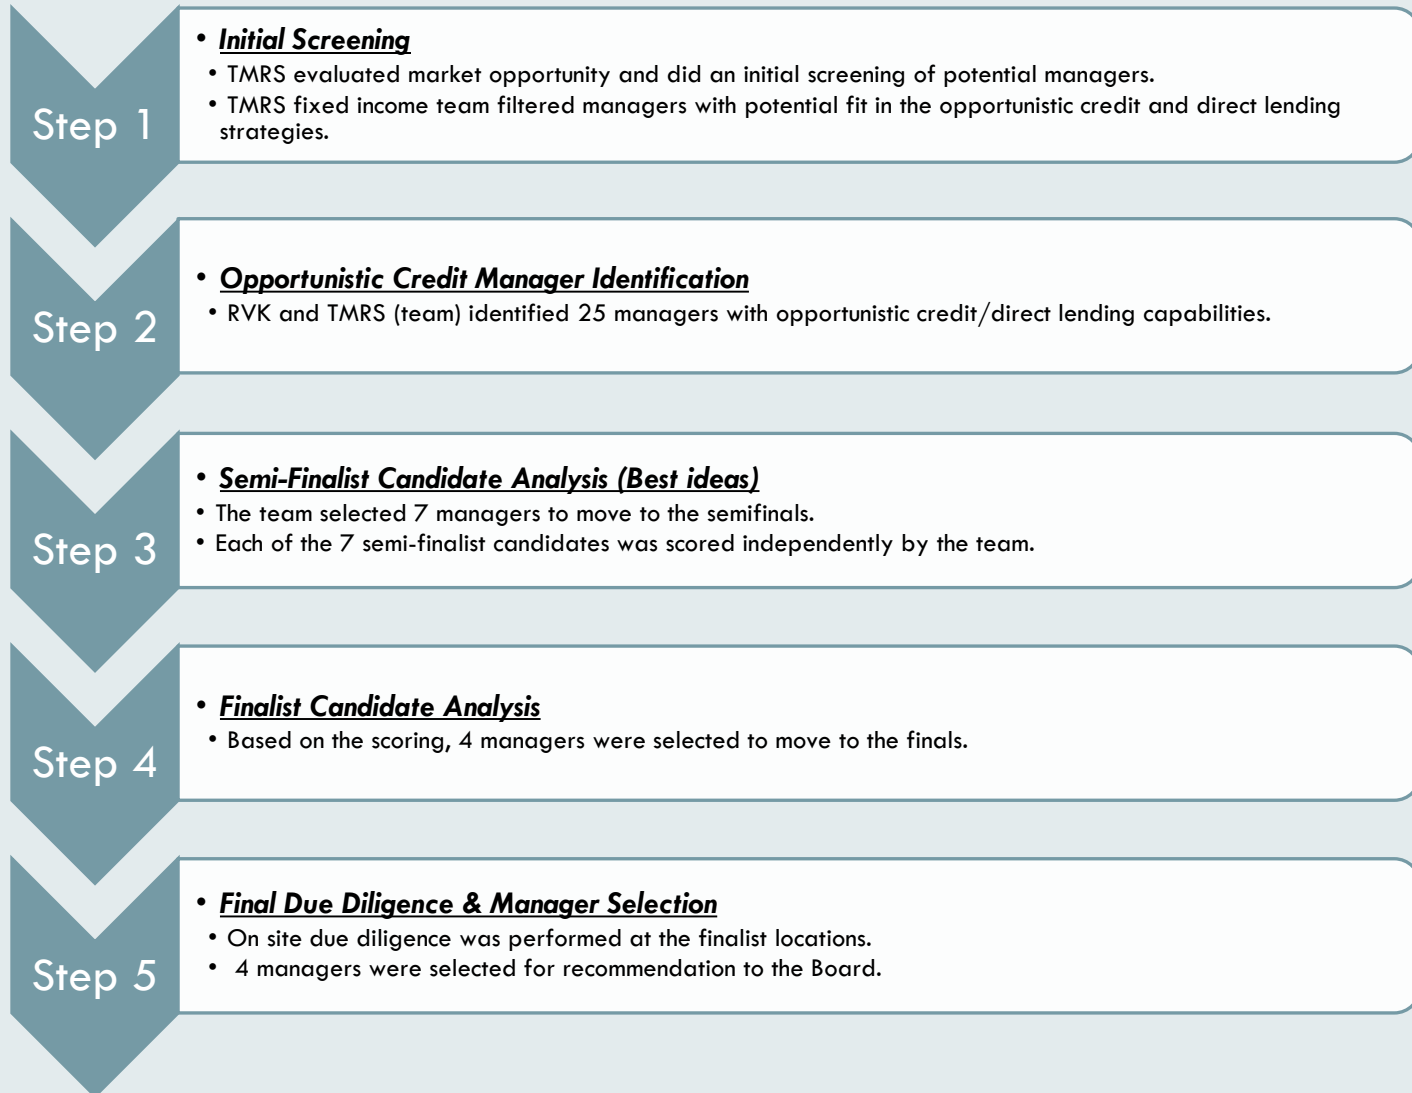 Step 1
• Initial Screening
• TMRS evaluated market opportunity and did an initial screening of potential managers.
• TMRS fixed income team filtered managers with potential fit in the opportunistic credit and direct lending
strategies.
Step 2
• Opportunistic Credit Manager Identification
• RVK and TMRS (team) identified 25 managers with opportunistic credit/direct lending capabilities.
Step 3
• Semi-Finalist Candidate Analysis (Best ideas)
• The team selected 7 managers to move to the semifinals.
• Each of the 7 semi-finalist candidates was scored independently by the team.
Step 4
• Finalist Candidate Analysis
• Based on the scoring, 4 managers were selected to move to the finals.
Step 5
• Final Due Diligence & Manager Selection
• On site due diligence was performed at the finalist locations.
• 4 managers were selected for recommendation to the Board.